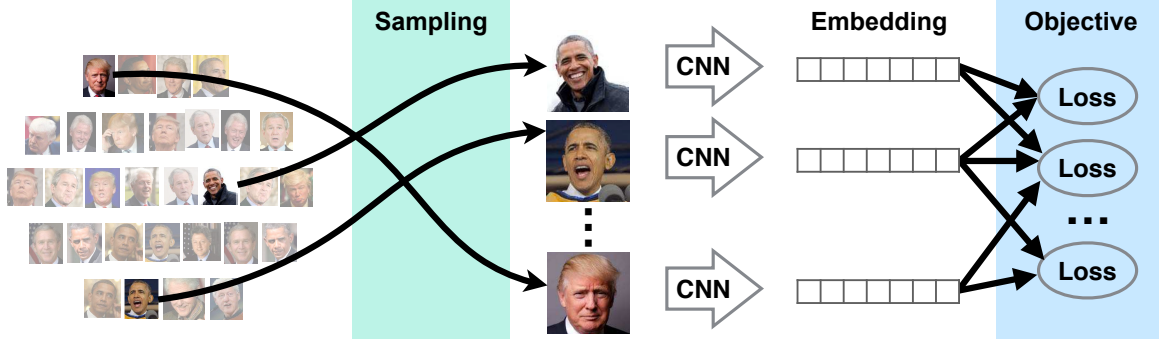 Sampling
Embedding
Objective
CNN
Loss
CNN
Loss
...
CNN
Loss